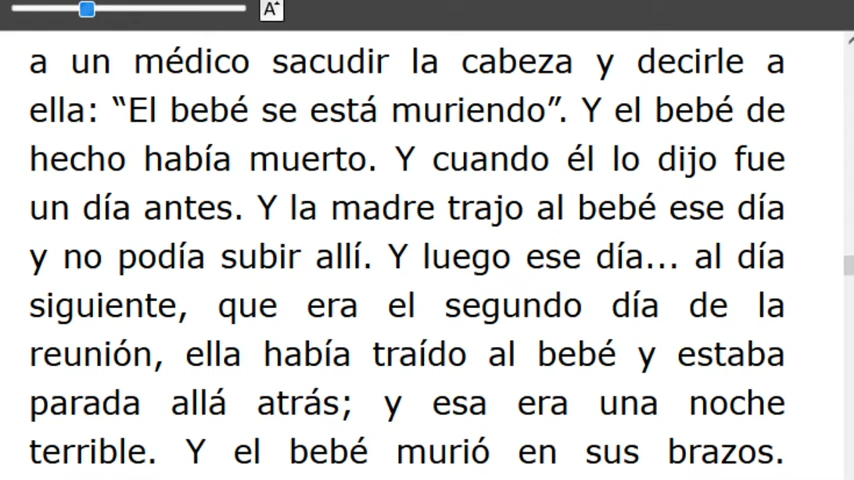 A
a un médico sacudir la cabeza y decirle a
ella: “El bebé se está muriendo”. Y el bebé de
hecho había muerto. Y cuando él lo dijo fue
un día antes. Y la madre trajo al bebé ese día
y no podía subir allí. Y luego ese día... al día
siguiente, que era el segundo día de la
reunión, ella había traído al bebé y estaba
parada allá atrás; y esa era una noche
terrible. Y el bebé murió en sus brazos.